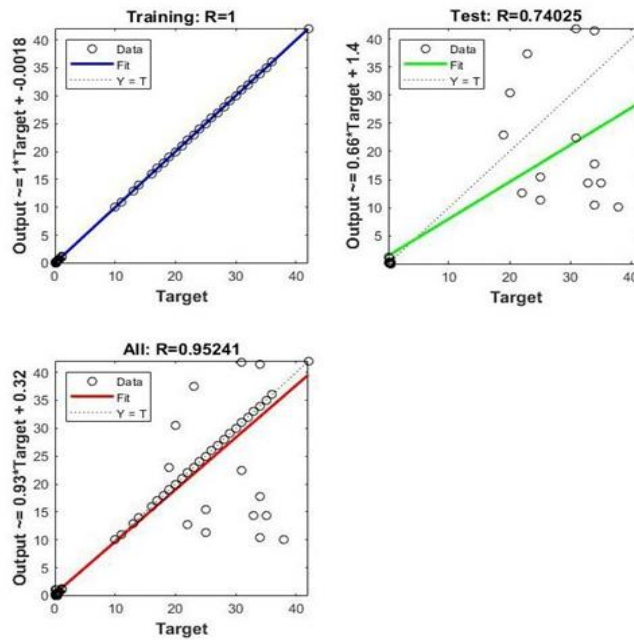 Training: R=1
Output ~= 1*Target + -0.0018
Data
Fit
Y = T
40
35
30
25
20
15
10
5
0
0 10 20 30 40
Target
Test: R=0.74025
Output ~= 0.66*Target + 1.4
Data
Fit
Y = T
40
35
30
25
20
15
10
5
10 20 30 40
Target
All: R=0.95241
Output ~= 0.93*Target + 0.32
Data
Fit
Y = T
40
35
30
25
20
15
10
5
0
0 10 20 30 40
Target